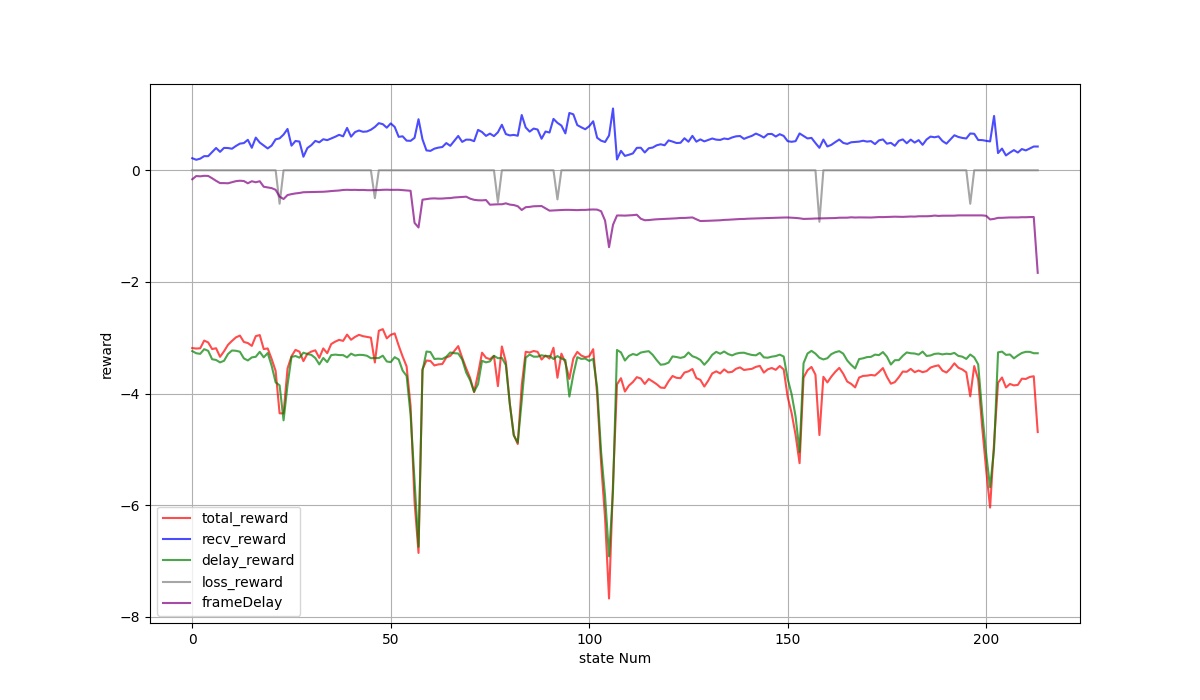 reward
0
−2
−4
−6
−8
total_reward
recv_reward
delay_reward
loss_reward
frameDelay
0
50
100
150
200
state Num